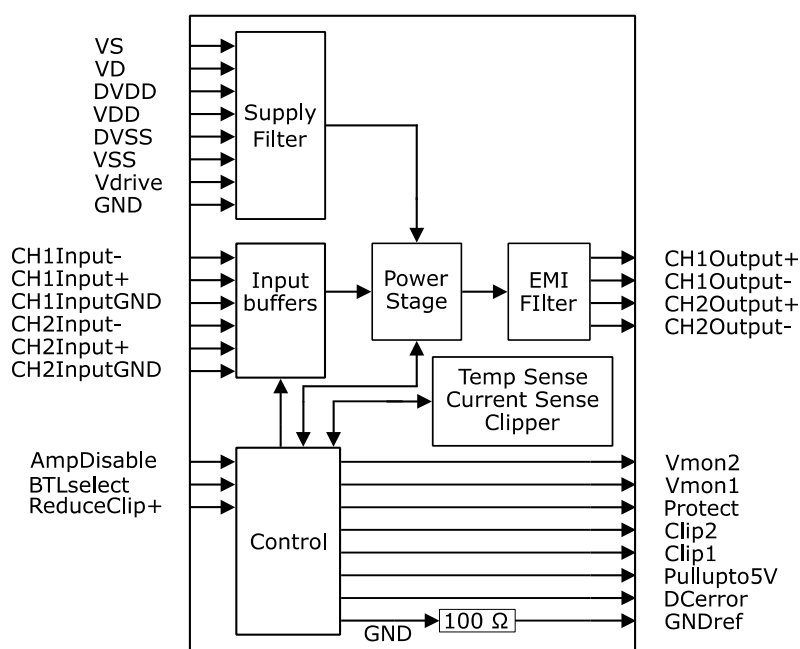 VS
VD
DVDD
VDD
DVSS
VSS
Vdrive
GND
Supply
Filter
CH1Input-
CH1Input+
CH1InputGND
CH2Input-
CH2Input+
CH2InputGND
Input
buffers
Power
Stage
EMI
FIlter
CH1Output+
CH1Output-
CH2Output+
CH2Output-
Temp Sense
Current Sense
Clipper
AmpDisable
BTLselect
ReduceClip+
Control
Vmon2
Vmon1
Protect
Clip2
Clip1
Pullupto5V
DCerror
GNDref
GND
100 Ω